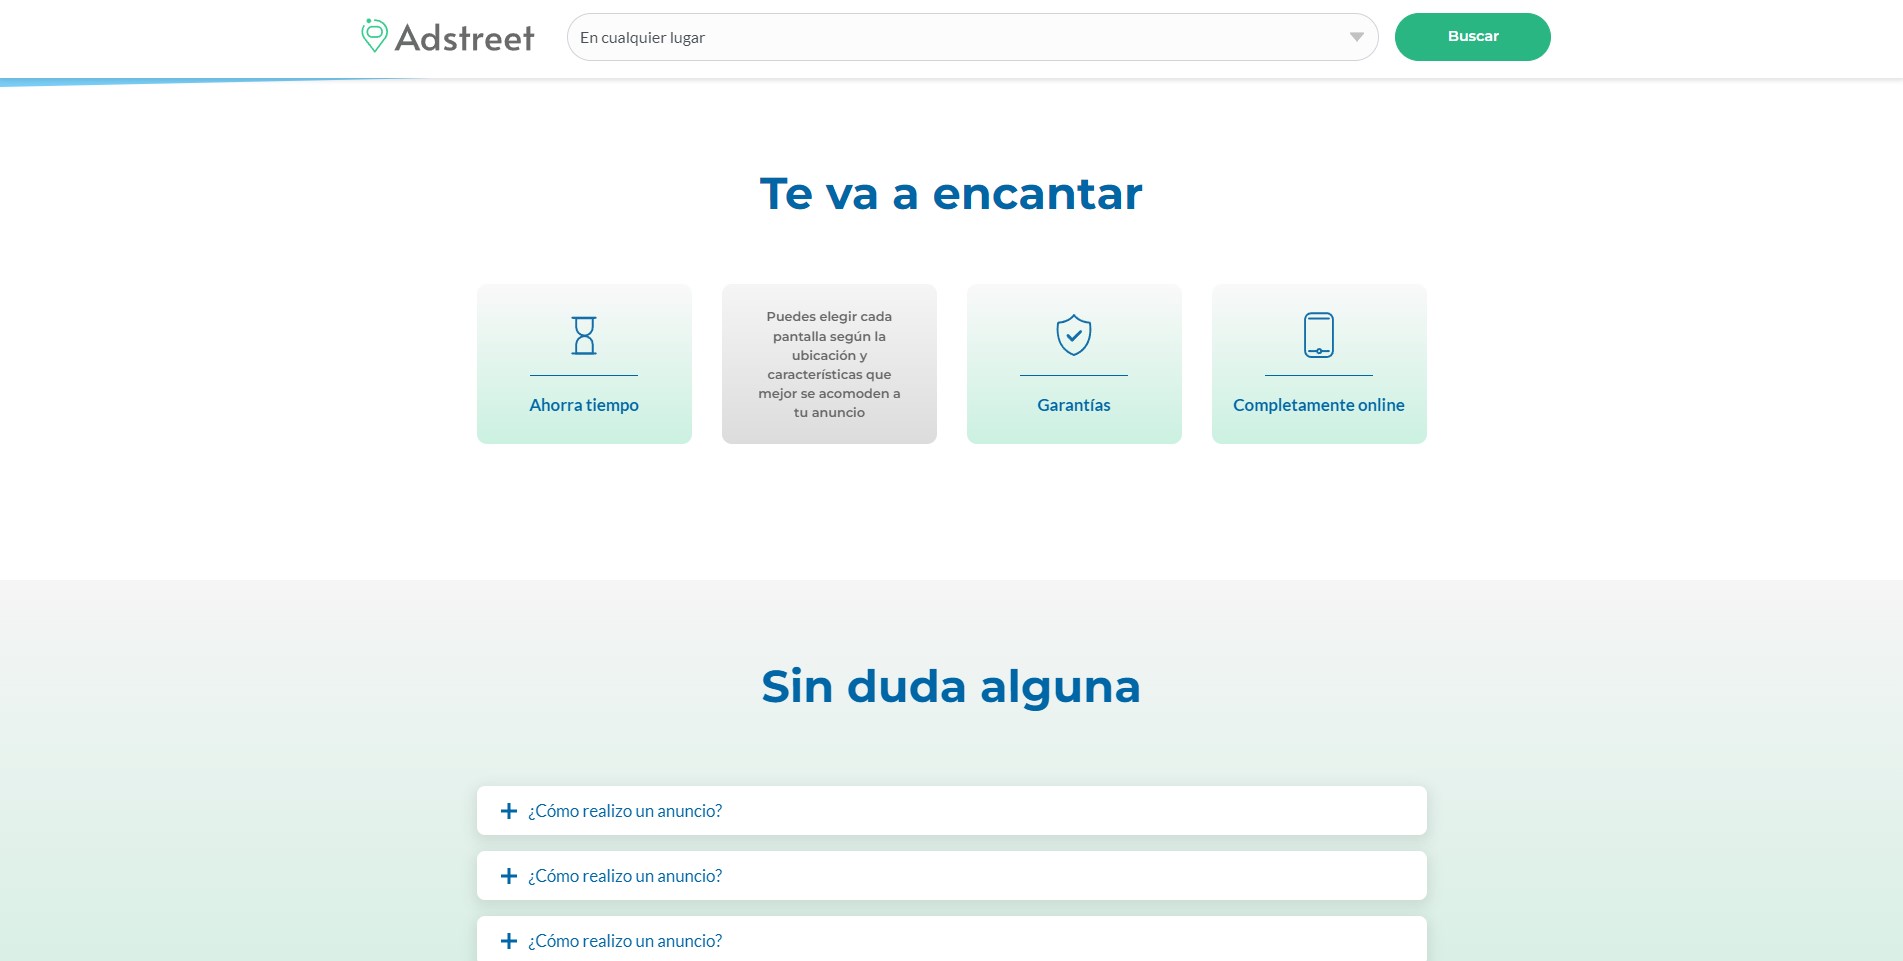 Adstreet
En cualquier lugar
Buscar
Te va a encantar
Ahorra tiempo
Puedes elegir cada
pantalla según la
ubicación y
características que
mejor se acomoden a
tu anuncio
Garantías
Completamente online
Sin duda alguna
¿Cómo realizo un anuncio?
¿Cómo realizo un anuncio?
¿Cómo realizo un anuncio?